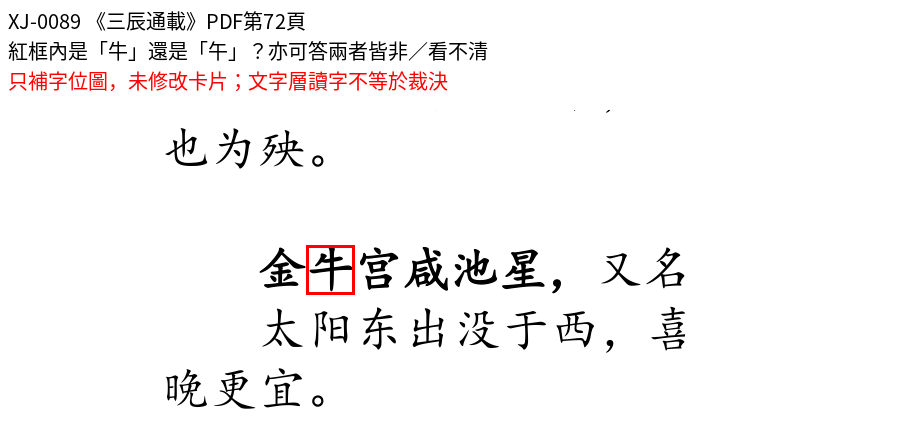 XJ-0089 《三辰通載》PDF第72頁
紅框內是「牛」還是「午」？亦可答兩者皆非／看不清
只補字位圖，未修改卡片；文字層讀字不等於裁決
也为殃。
金牛宫咸池星，又名
太阳东出没于西，喜
晚更宜。